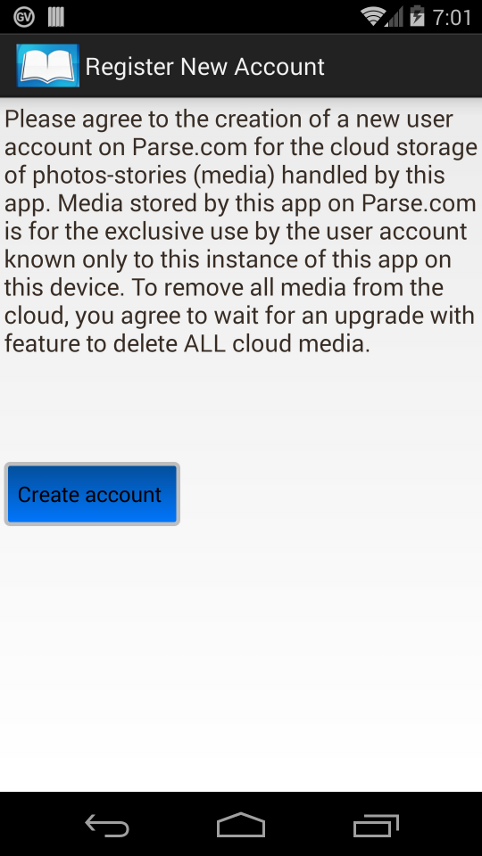 GV
7:01
Register New Account
Please agree to the creation of a new user
account on Parse.com for the cloud storage
of photos-stories (media) handled by this
app. Media stored by this app on Parse.com
is for the exclusive use by the user account
known only to this instance of this app on
this device. To remove all media from the
cloud, you agree to wait for an upgrade with
feature to delete ALL cloud media.
Create account